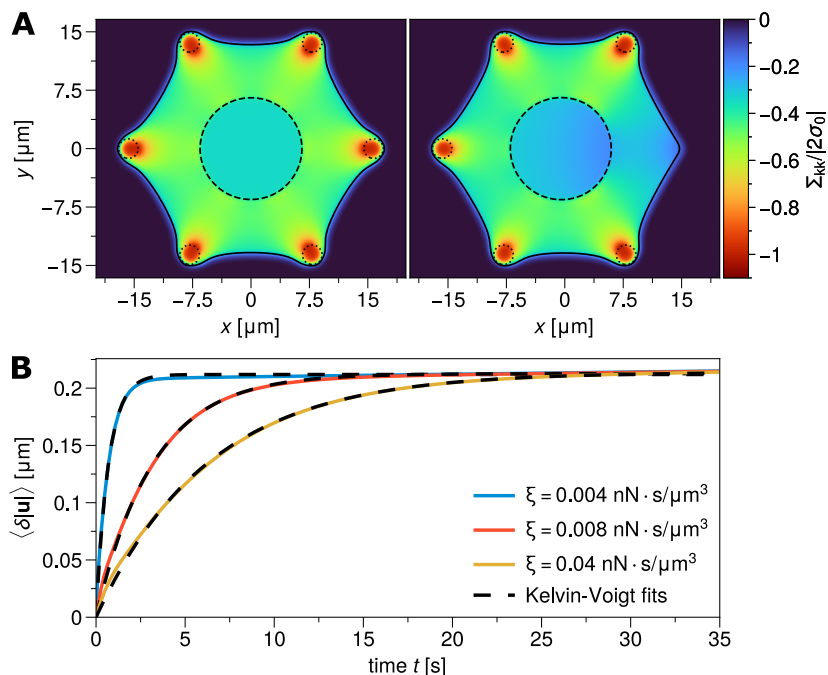 A
15
7.5
0
−7.5
−15
y [μm]
−15 −7.5 0 7.5 15
x [μm]
−15 −7.5 0 7.5 15
x [μm]
0
−0.2
−0.4
−0.6
−0.8
−1
Σkk/|2σ0|
B
0.2
0.15
0.1
0.05
0
⟨δ|u|⟩ [μm]
ξ = 0.004 nN · s/μm³
ξ = 0.008 nN · s/μm³
ξ = 0.04 nN · s/μm³
Kelvin-Voigt fits
0 5 10 15 20 25 30 35
time t [s]